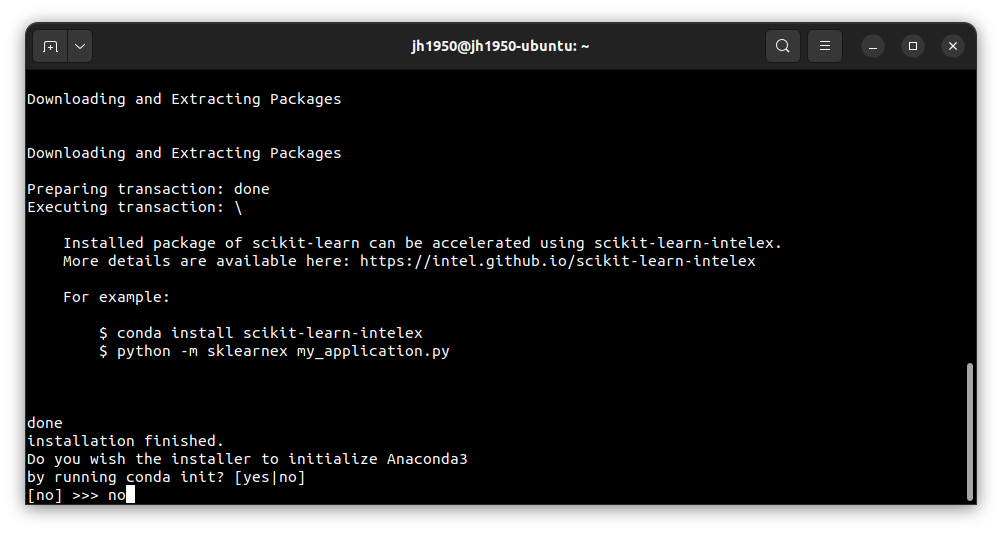 jh1950@jh1950-ubuntu: ~
Downloading and Extracting Packages
Downloading and Extracting Packages
Preparing transaction: done
Executing transaction: \
Installed package of scikit-learn can be accelerated using scikit-learn-intelex.
More details are available here: https://intel.github.io/scikit-learn-intelex
For example:
$ conda install scikit-learn-intelex
$ python -m sklearnex my_application.py
done
installation finished.
Do you wish the installer to initialize Anaconda3
by running conda init? [yes|no]
[no] >>> no